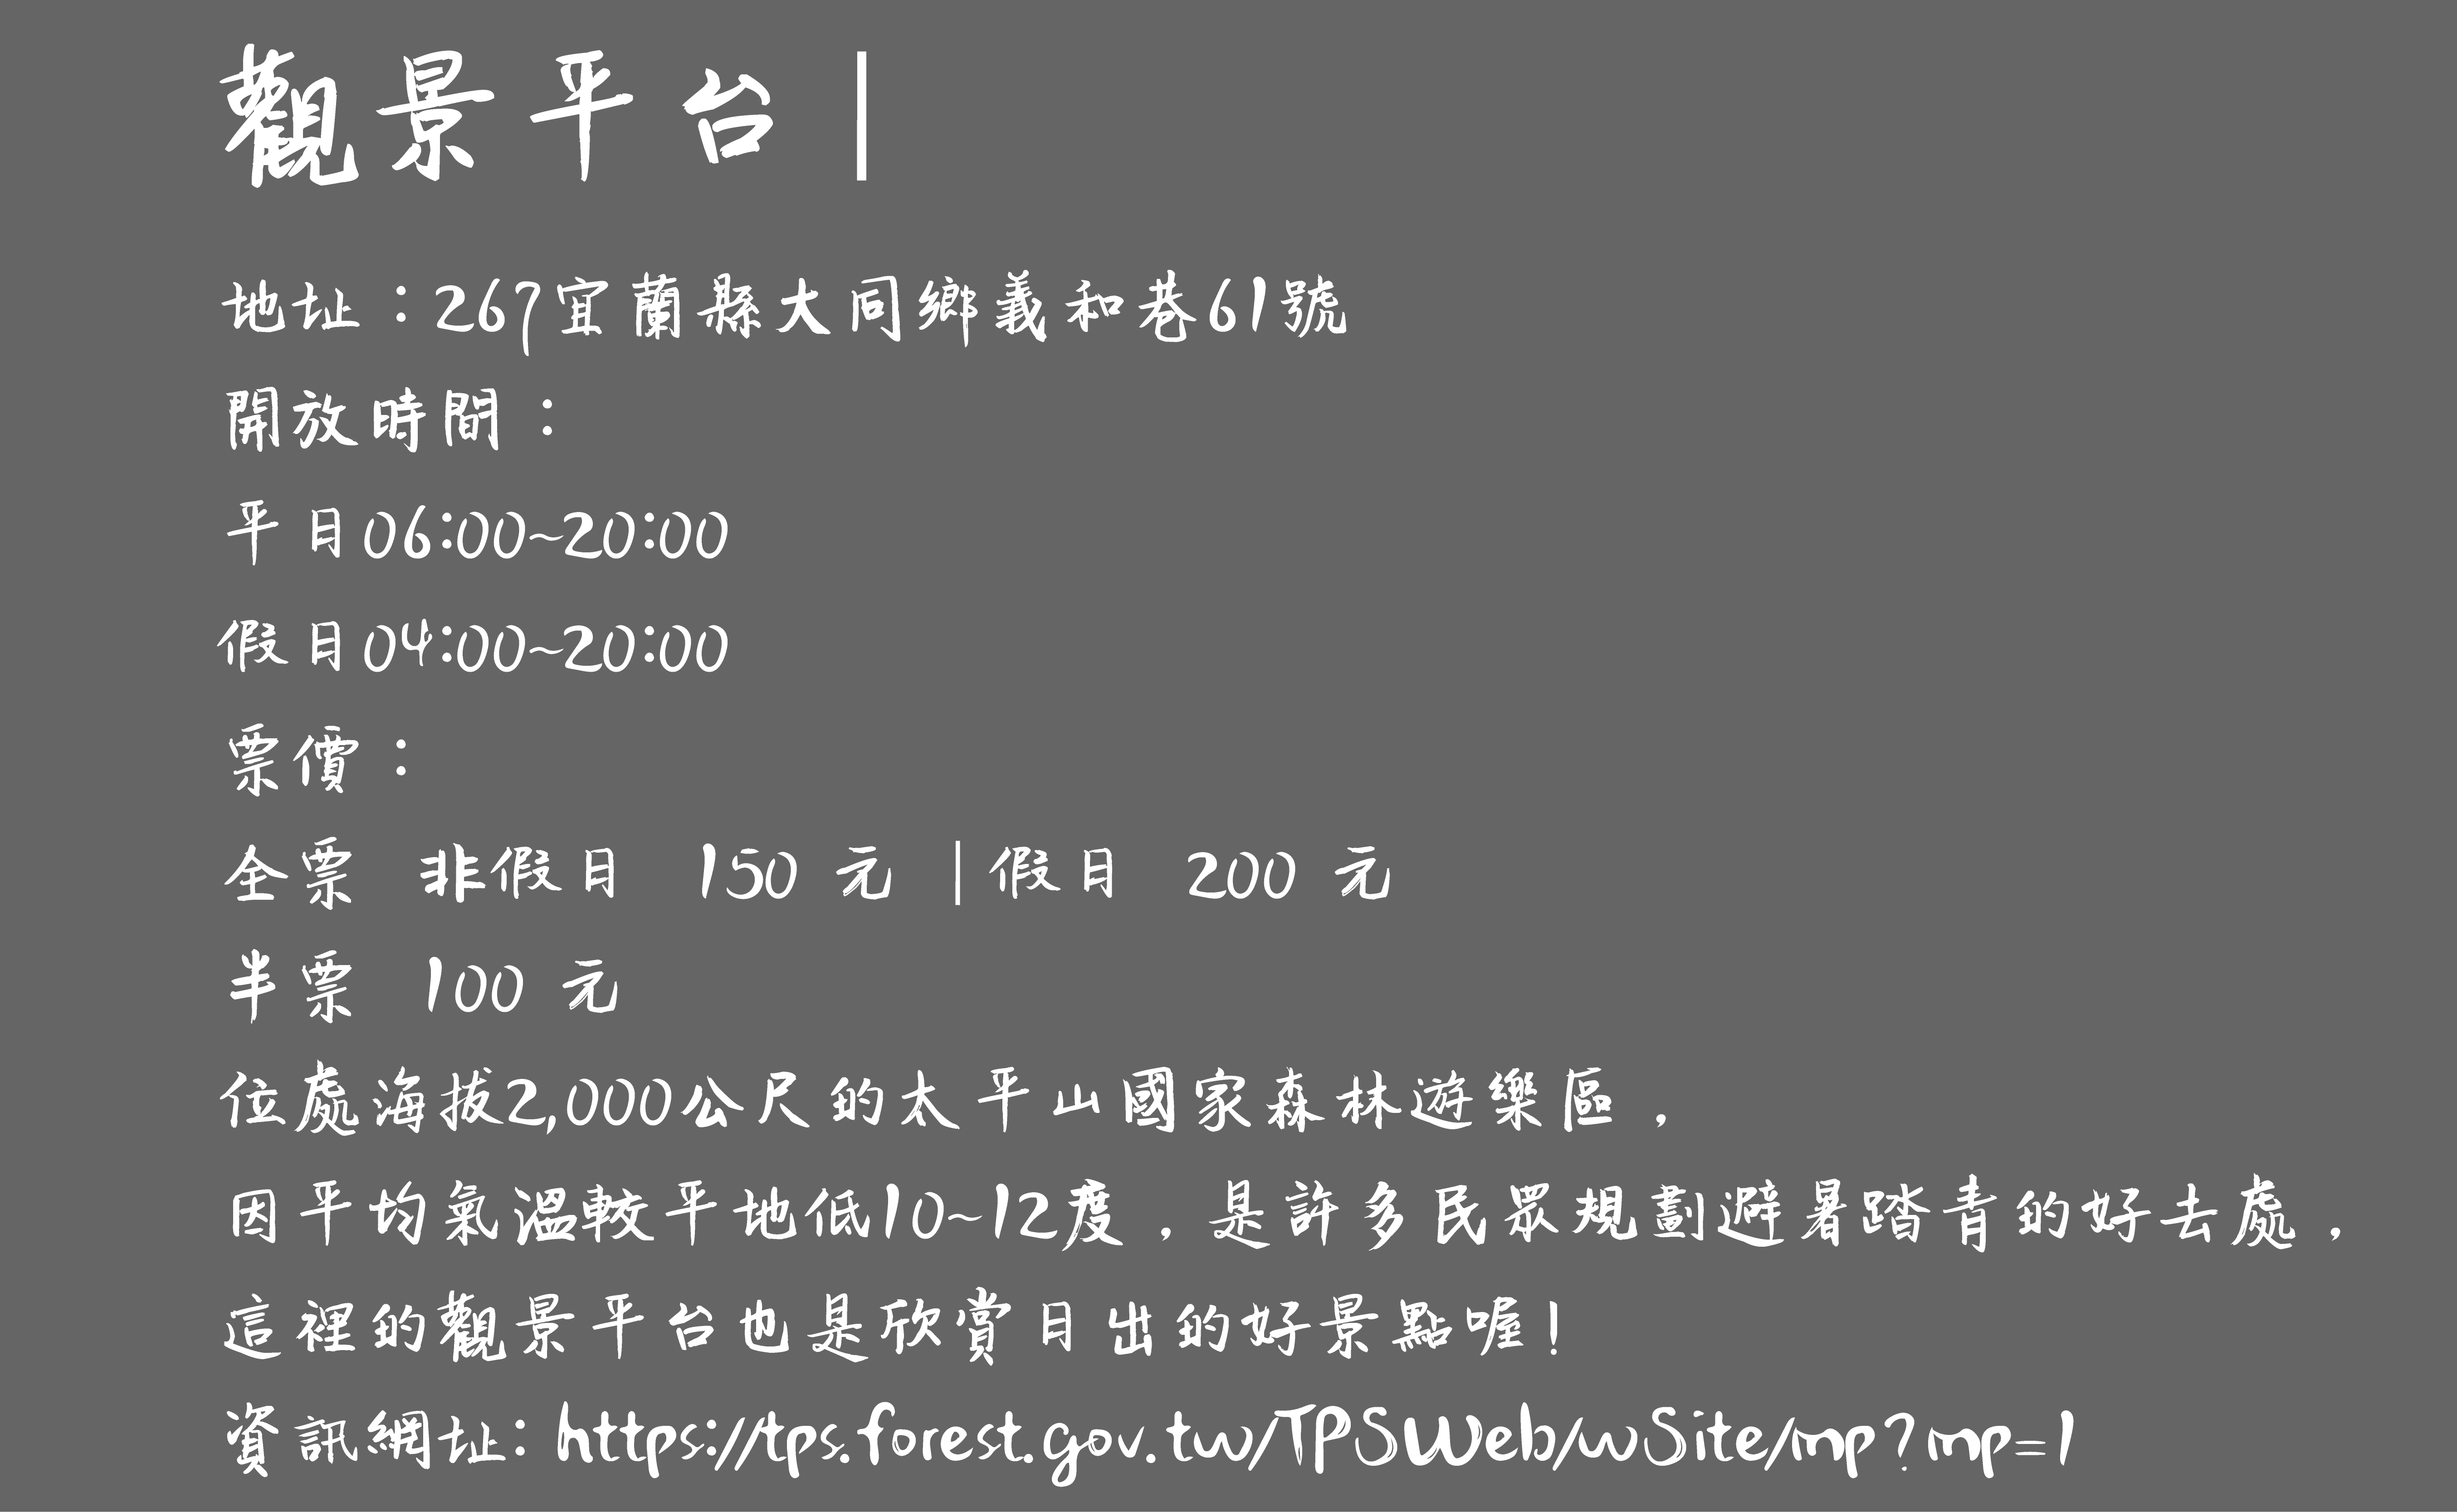 觀景平台|
地址：267宜蘭縣大同鄉義和巷61號
開放時間：
平日06:00~20:00
假日04:00~20:00
票價：
全票 非假日 150 元 |假日 200 元
半票 100 元
位處海拔2,000公尺的太平山國家森林遊樂區，
因平均氣溫較平地低10~12度，是許多民眾規劃避暑踏青的好去處，
這裡的觀景平台也是欣賞日出的好景點喔!
資訊網址: https://tps.forest.gov.tw/TPSWeb/wSite/mp?mp=1